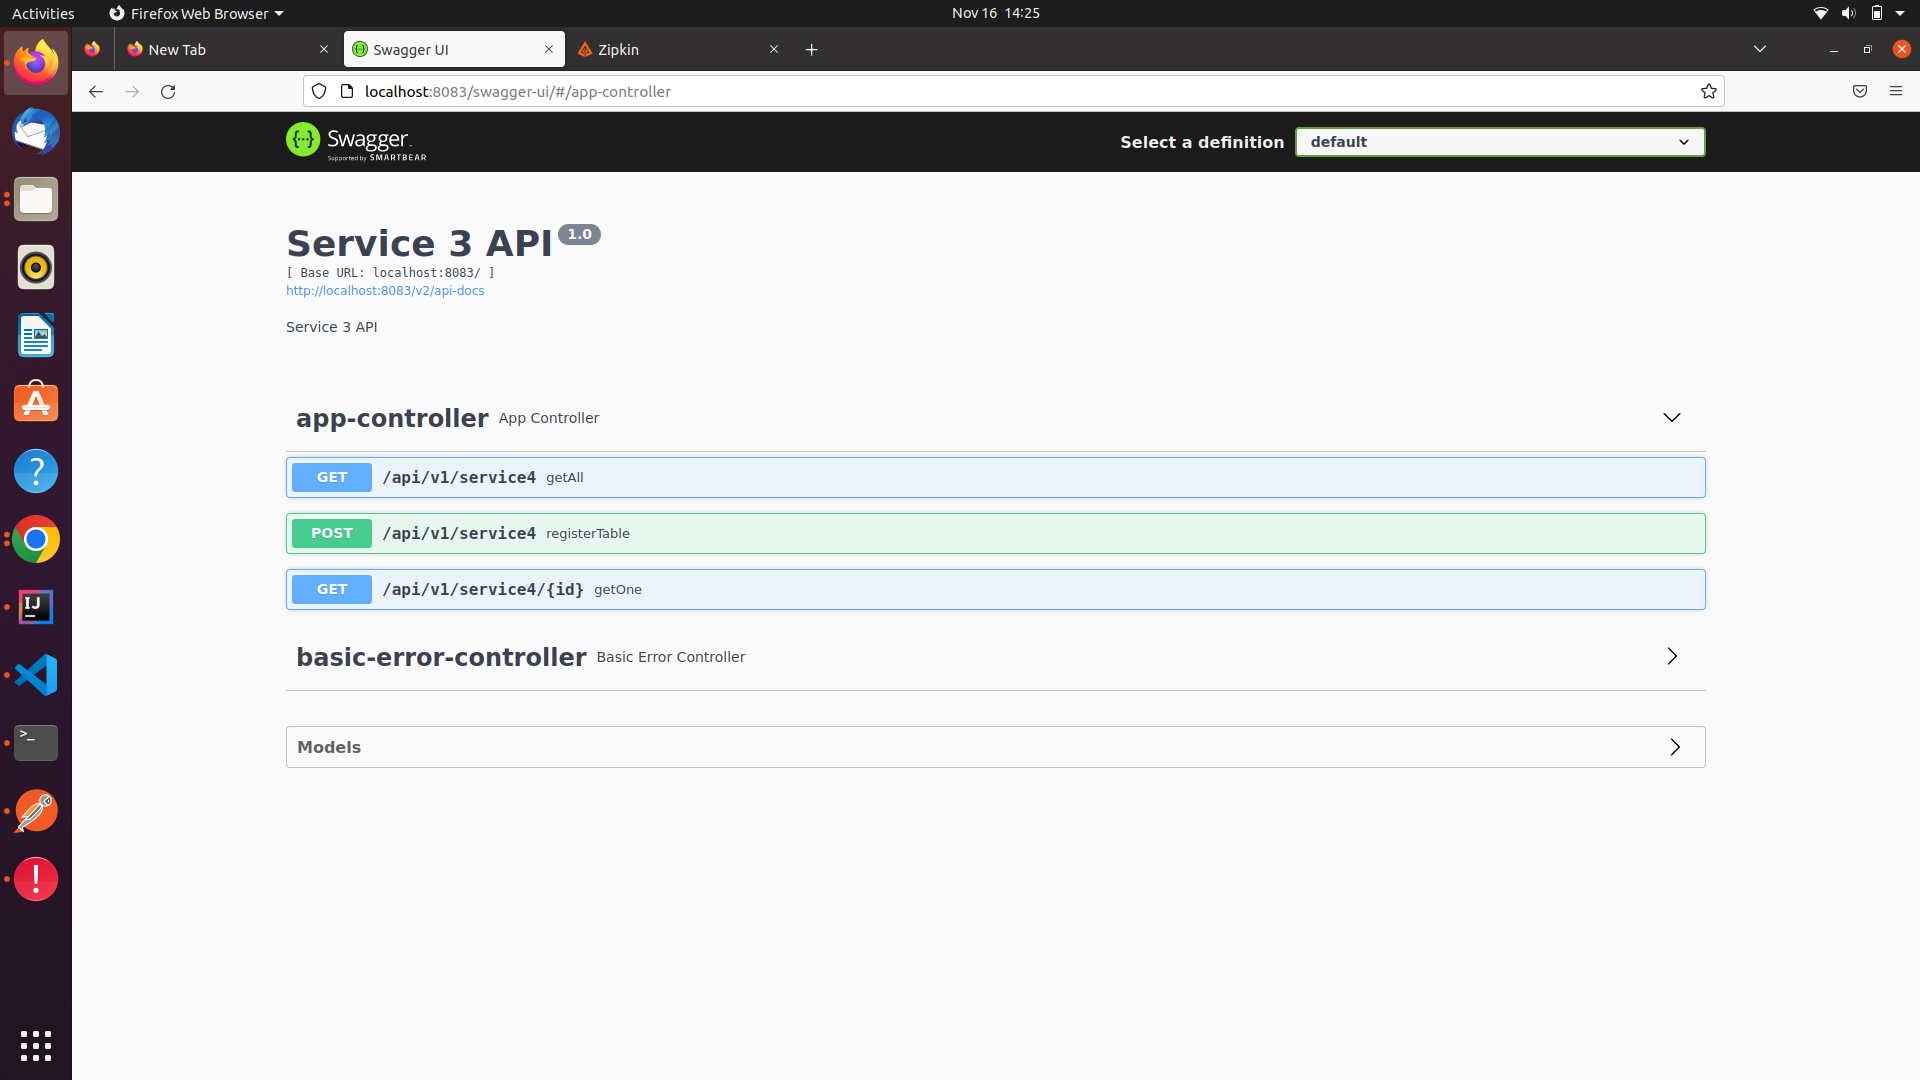 Activities
Firefox Web Browser
Nov 16 14:25
New Tab
Swagger UI
Zipkin
localhost:8083/swagger-ui/#/app-controller
Swagger
Supported by SMARTBEAR
Select a definition
default
Service 3 API 1.0
[ Base URL: localhost:8083/ ]
http://localhost:8083/v2/api-docs
Service 3 API
app-controller App Controller
GET /api/v1/service4 getAll
POST /api/v1/service4 registerTable
GET /api/v1/service4/{id} getOne
basic-error-controller Basic Error Controller
Models